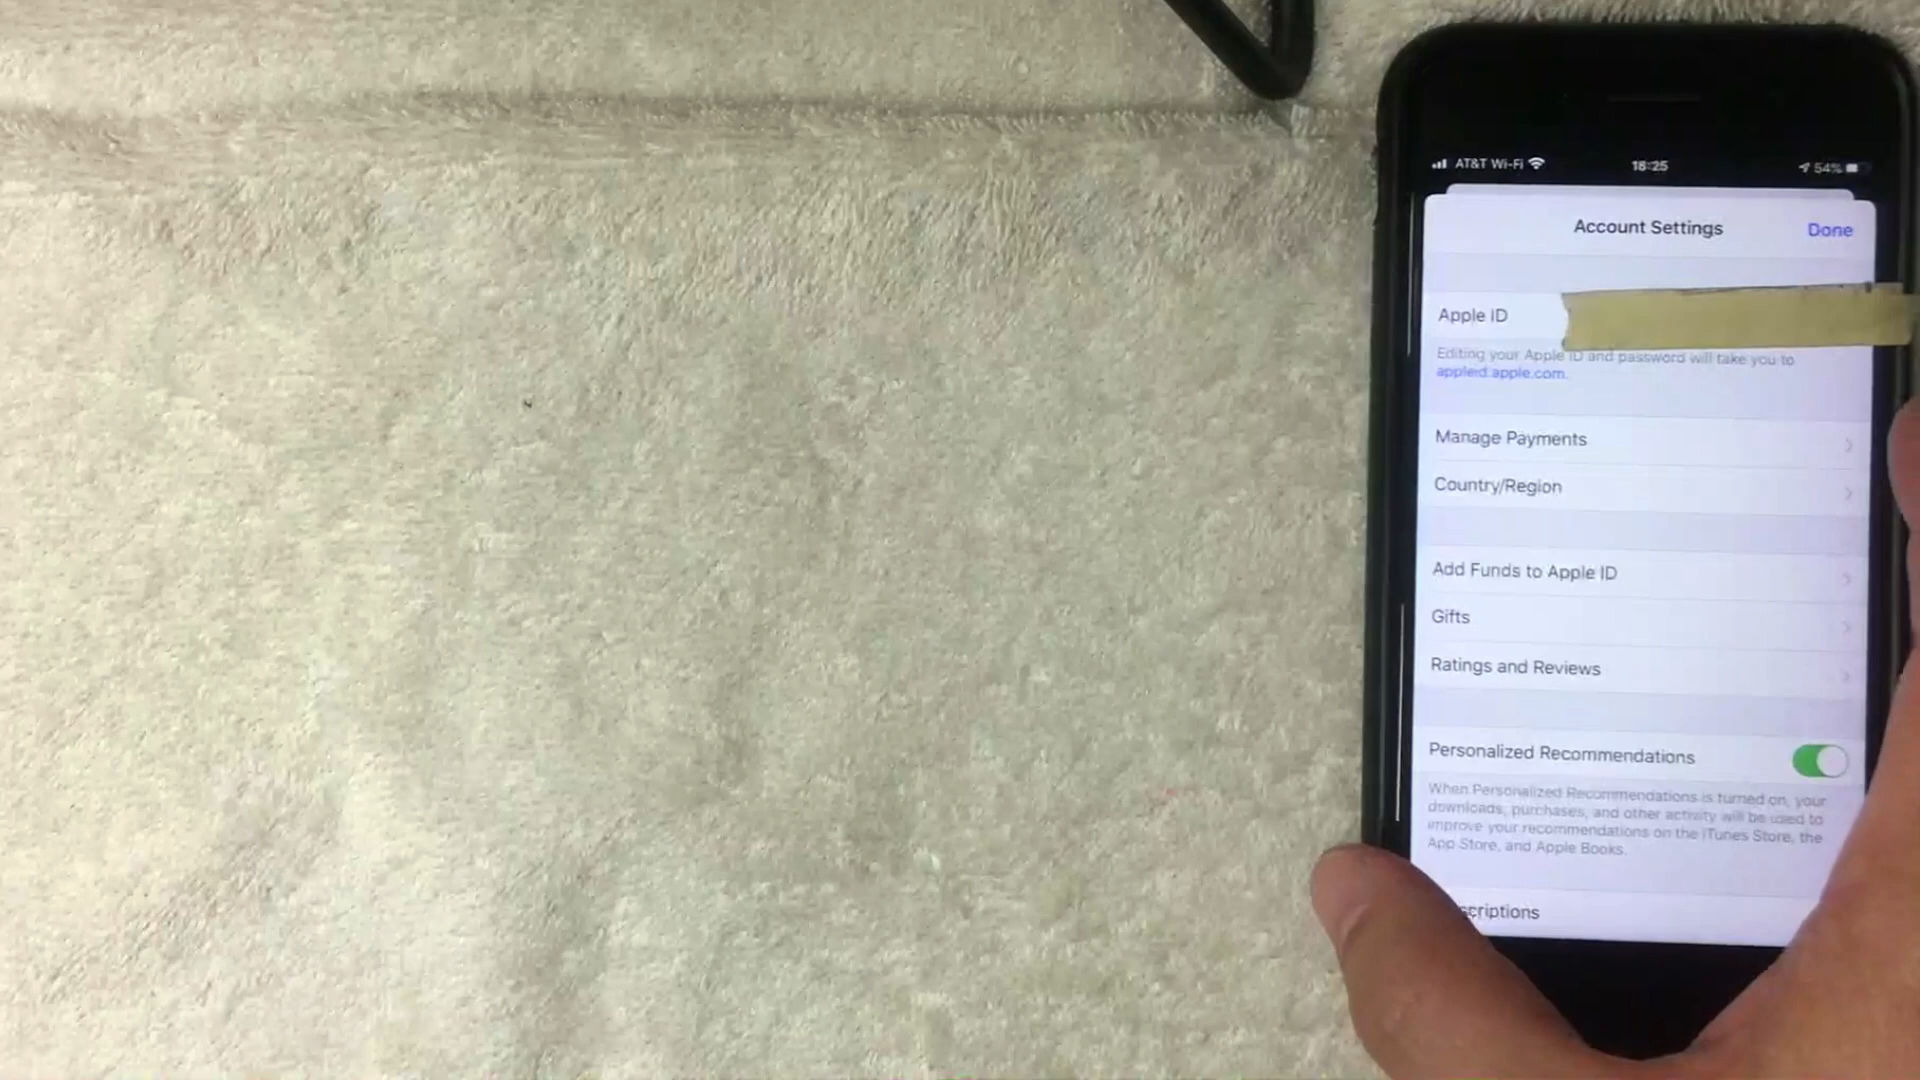 AT&T Wi-Fi 18:25 54%
Account Settings Done
Apple ID
Editing your Apple ID and password will take you to
appleid.apple.com.
Manage Payments
Country/Region
Add Funds to Apple ID
Gifts
Ratings and Reviews
Personalized Recommendations
When Personalized Recommendations is turned on, your
downloads, purchases, and other activity will be used to
improve your recommendations on the iTunes Store, the
App Store, and Apple Books.
scriptions